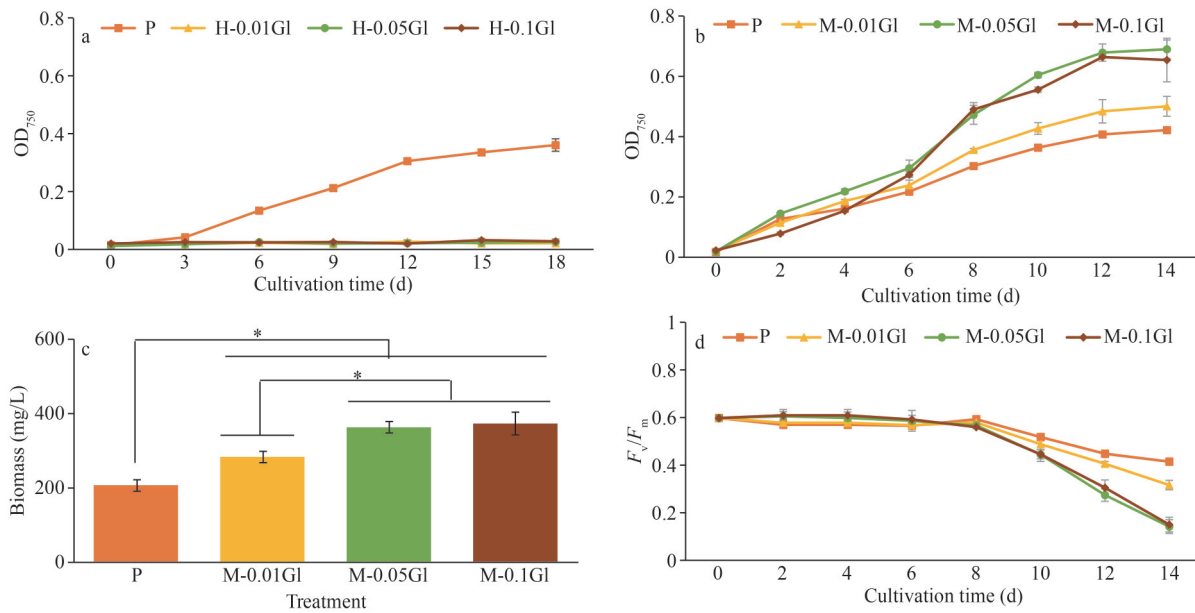 a
P H-0.01Gl H-0.05Gl H-0.1Gl
0.8
0.6
0.4
0.2
0
OD750
0 3 6 9 12 15 18
Cultivation time (d)
b
P M-0.01Gl M-0.05Gl M-0.1Gl
0.8
0.6
0.4
0.2
0
OD750
0 2 4 6 8 10 12 14
Cultivation time (d)
c
600
400
200
0
Biomass (mg/L)
*
*
P M-0.01Gl M-0.05Gl M-0.1Gl
Treatment
d
P M-0.01Gl M-0.05Gl M-0.1Gl
1
0.8
0.6
0.4
0.2
0
Fv/Fm
0 2 4 6 8 10 12 14
Cultivation time (d)